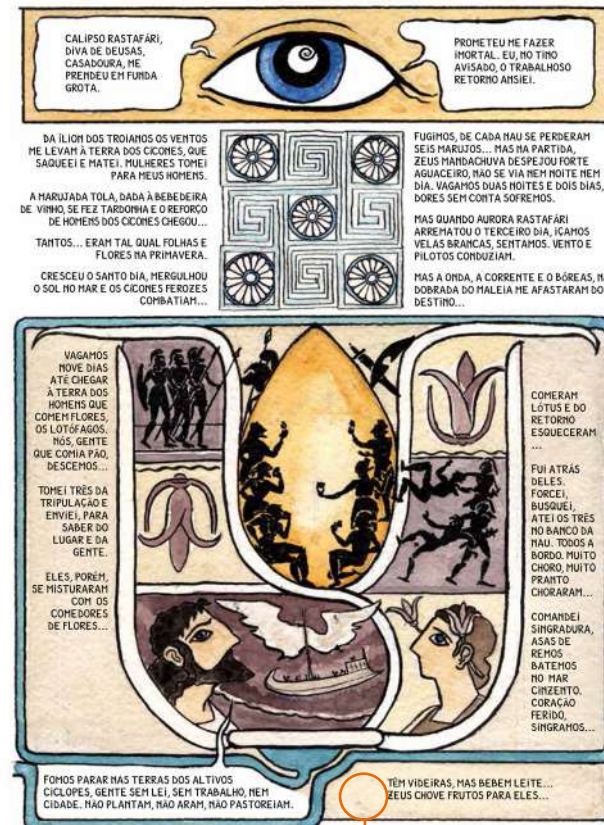 CALIPSO RASTAFÁRI,
DIVA DE DEUSAS,
CASADOURA, ME
PRENDEU EM FUNDA
GROTA.
PROMETEU ME FAZER
IMORTAL. EU, NO TINO
AVISADO, O TRABALHOSO
RETORNO ANSIEI.
DA ÍLION DOS TROIANOS OS VENTOS
ME LEVAM À TERRA DOS CÍCONES, QUE
SAQUEEI E MATEI. MULHERES TOMEI
PARA MEUS HOMENS.
A MARUJADA TOLA, DADA À BEBEDEIRA
DE VINHO, SE FEZ TARDONHA E O REFORÇO
DE HOMENS DOS CÍCONES CHEGOU...
TANTOS... ERAM TAL QUAL FOLHAS E
FLORES NA PRIMAVERA.
CRESCEU O SANTO DIA, MERGULHOU
O SOL NO MAR E OS CÍCONES FEROZES
COMBATIAM...
FUGIMOS, DE CADA NAU SE PERDERAM
SEIS MARUJOS... MAS NA PARTIDA,
ZEUS MANDACHUVA DESPEJOU FORTE
AGUACEIRO, NÃO SE VIA NEM NOITE NEM
DIA. VAGAMOS DUAS NOITES E DOIS DIAS,
DORES SEM CONTA SOFREMOS.
MAS QUANDO AURORA RASTAFÁRI
ARREMATOU O TERCEIRO DIA, IÇAMOS
VELAS BRANCAS, SENTAMOS. VENTO E
PILOTOS CONDUZIAM.
MAS A ONDA, A CORRENTE E O BÓREAS, N
DOBRADA DO MALEIA ME AFASTARAM DO
DESTINO...
VAGAMOS
NOVE DIAS
ATÉ CHEGAR
À TERRA DOS
HOMENS QUE
COMEM FLORES,
OS LOTÓFAGOS.
NÓS, GENTE
QUE COMIA PÃO,
DESCEMOS...
TOMEI TRÊS DA
TRIPULAÇÃO E
ENVIEI, PARA
SABER DO
LUGAR E DA
GENTE.
ELES, PORÉM,
SE MISTURARAM
COM OS
COMEDORES
DE FLORES...
COMERAM
LÓTUS E DO
RETORNO
ESQUECERAM
...
FUI ATRÁS
DELES.
FORCEI,
BUSQUEI,
ATEI OS TRÊS
NO BANCO DA
NAU. TODOS A
BORDO. MUITO
CHORO, MUITO
PRANTO
CHORARAM...
COMANDEI
SINGRADURA,
ASAS DE
REMOS
BATEMOS
NO MAR
CINZENTO.
CORAÇÃO
FERIDO,
SINGRAMOS...
FOMOS PARAR NAS TERRAS DOS ALTIVOS
CÍCLOPES, GENTE SEM LEI, SEM TRABALHO, NEM
CIDADE. NÃO PLANTAM, NÃO ARAM, NÃO PASTOREIAM.
TÊM VIDEIRAS, MAS BEBEM LEITE...
ZEUS CHOVE FRUTOS PARA ELES...